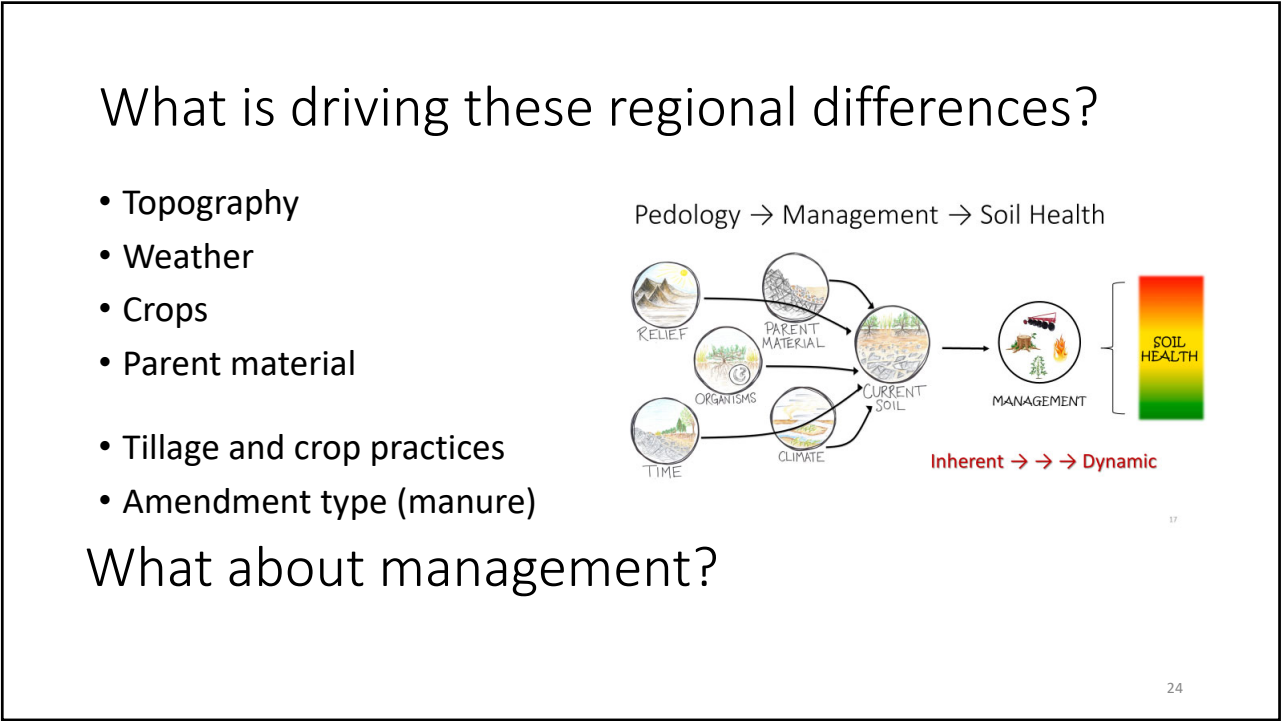 What is driving these regional differences?
• Topography
• Weather
• Crops
• Parent material
• Tillage and crop practices
• Amendment type (manure)
What about management?
Pedology → Management → Soil Health
RELIEF
PARENT
MATERIAL
ORGANISMS
TIME
CLIMATE
CURRENT
SOIL
MANAGEMENT
SOIL
HEALTH
Inherent → → → Dynamic
17
24